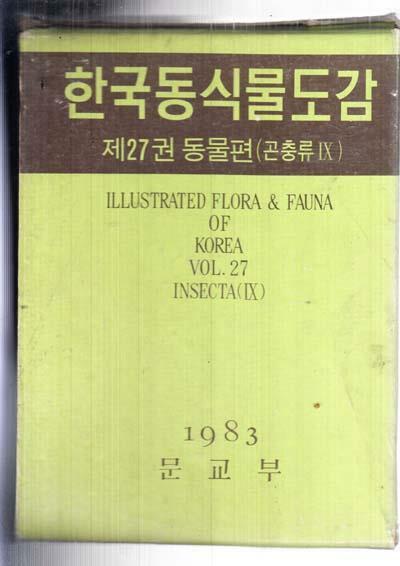 한국동식물도감
제27권 동물편(곤충류 IX)
ILLUSTRATED FLORA & FAUNA
OF
KOREA
VOL. 27
INSECTA(IX)
1983
문교부